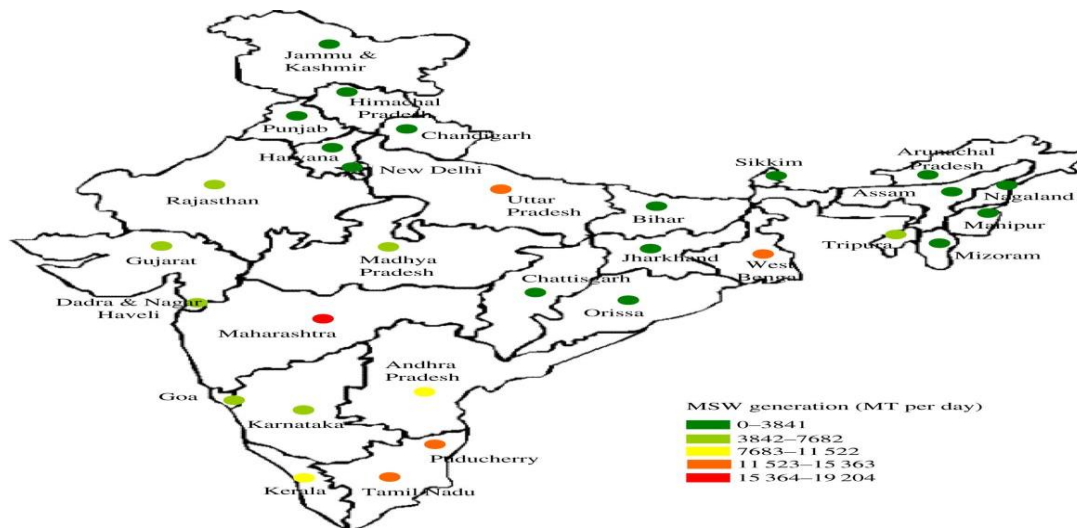 Jammu &
Kashmir
Himachal
Pradesh
Punjab
Chandigarh
Haryana
New Delhi
Sikkim
Arunachal
Pradesh
Assam
Nagaland
Rajasthan
Uttar
Pradesh
Bihar
Manipur
Tripura
Gujarat
Madhya
Pradesh
Jharkhand
West
Bengal
Mizoram
Chattisgarh
Dadra & Nagar
Haveli
Orissa
Maharashtra
Andhra
Pradesh
Goa
Karnataka
Puducherry
Kerala
Tamil Nadu
MSW generation (MT per day)
0–3841
3842–7682
7683–11 522
11 523–15 363
15 364–19 204